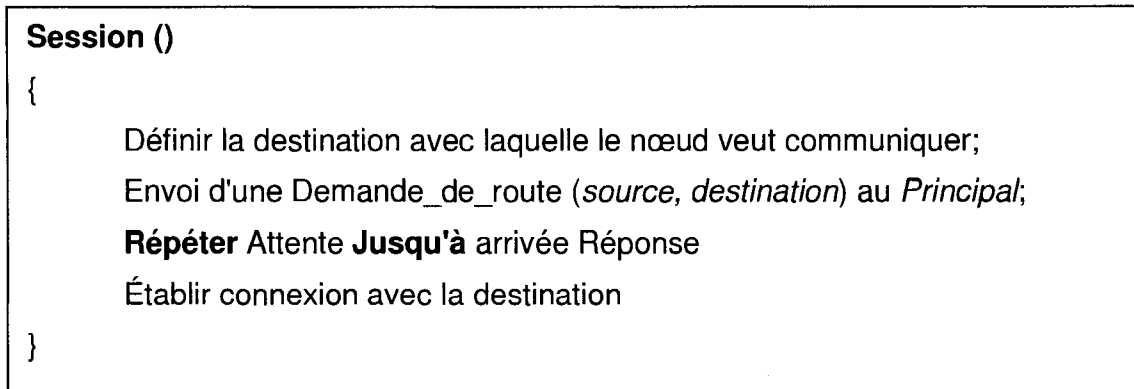 Session ()
{
Définir la destination avec laquelle le nœud veut communiquer;
Envoi d'une Demande_de_route (source, destination) au Principal;
Répéter Attente Jusqu'à arrivée Réponse
Établir connexion avec la destination
}